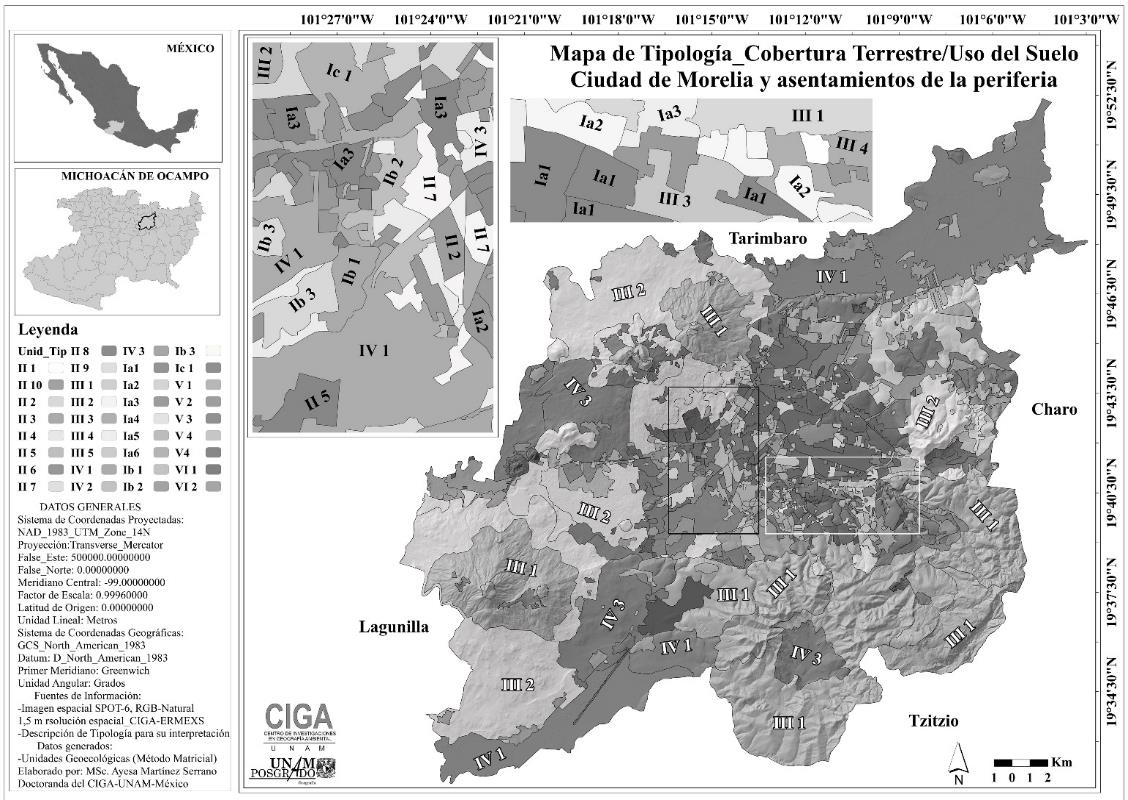 101°27'0"W 101°24'0"W 101°21'0"W 101°18'0"W 101°15'0"W 101°12'0"W 101°9'0"W 101°6'0"W 101°3'0"W
MÉXICO
MICHOACÁN DE OCAMPO
Leyenda
Unid_Tip II 8 IV 3 Ib 3
II 1 II 9 Ia1 Ic 1
II 10 III 1 Ia2 V 1
II 2 III 2 Ia3 V 2
II 3 III 3 Ia4 V 3
II 4 III 4 Ia5 V 4
II 5 III 5 Ia6 V4
II 6 IV 1 Ib 1 VI 1
II 7 IV 2 Ib 2 VI 2
DATOS GENERALES
Sistema de Coordenadas Proyectadas:
NAD_1983_UTM_Zone_14N
Proyección:Transverse_Mercator
False_Este: 500000.00000000
False_Norte: 0.00000000
Meridiano Central: -99.00000000
Factor de Escala: 0.99960000
Latitud de Origen: 0.00000000
Unidad Lineal: Metros
Sistema de Coordenadas Geográficas:
GCS_North_American_1983
Datum: D_North_American_1983
Primer Meridiano: Greenwich
Unidad Angular: Grados
Fuentes de Información:
-Imagen espacial SPOT-6, RGB-Natural
1,5 m rsolución espacial_CIGA-ERMEXS
-Descripción de Tipología para su interpretación
Datos generados:
-Unidades Geoecológicas (Método Matricial)
Elaborado por: MSc. Ayesa Martínez Serrano
Doctoranda del CIGA-UNAM-México
III 2
Ic 1
Ia3
Ia3
Ia3
Ib 2
IV 3
II 7
Ib 3
IV 1
Ib 1
II 2
II 7
Ib 3
Ia2
IV 1
II 5
Mapa de Tipología_Cobertura Terrestre/Uso del Suelo
Ciudad de Morelia y asentamientos de la periferia
Ia2
Ia3
III 1
III 4
Ia1
Ia1
Ia1
III 3
Ia1
Ia2
Tarimbaro
IV 1
III 2
III 1
IV 3
III 2
Charo
III 2
III 1
III 1
III 1
III 1
IV 3
Lagunilla
III 1
IV 1
IV 3
III 2
III 1
Tzitzio
IV 1
CIGA
CENTRO DE INVESTIGACIONES
EN GEOGRAFÍA AMBIENTAL
U N A M
UNAM
POSGRADO
Geografía
N
Km
1 0 1 2
19°52'30"N
19°49'30"N
19°46'30"N
19°43'30"N
19°40'30"N
19°37'30"N
19°34'30"N